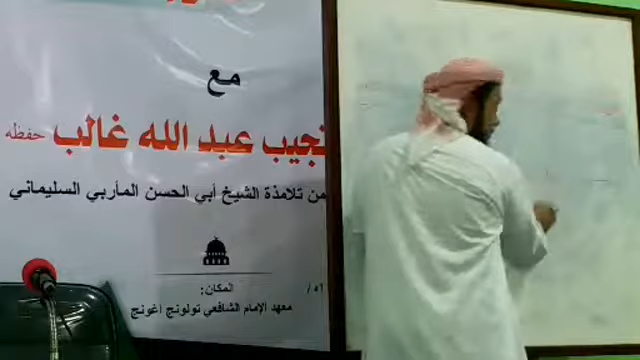 مع
نجيب عبد الله غالب حفظه
من تلامذة الشيخ أبي الحسن المأربي السليماني
المكان:
معهد الإمام الشافعي تولونج اغونج